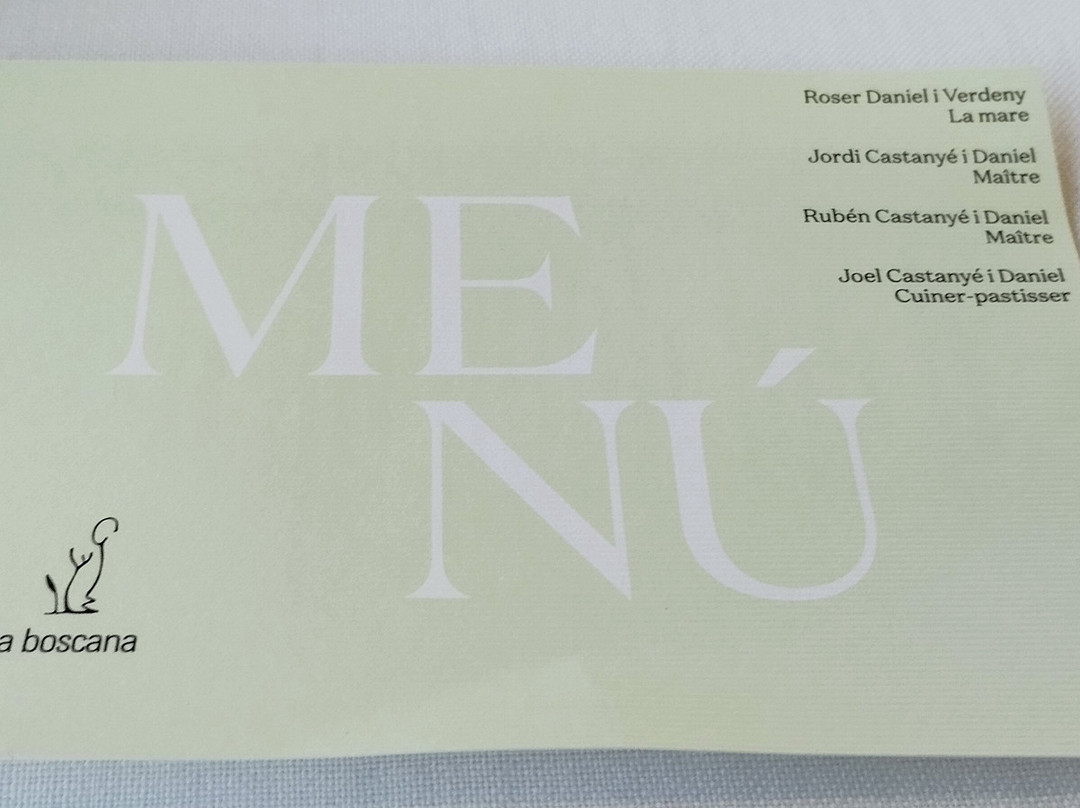 Roser Daniel i Verdeny
La mare
Jordi Castanyé i Daniel
Maître
Rubén Castanyé i Daniel
Maître
Joel Castanyé i Daniel
Cuiner-pastisser
ME
NÚ
a boscana